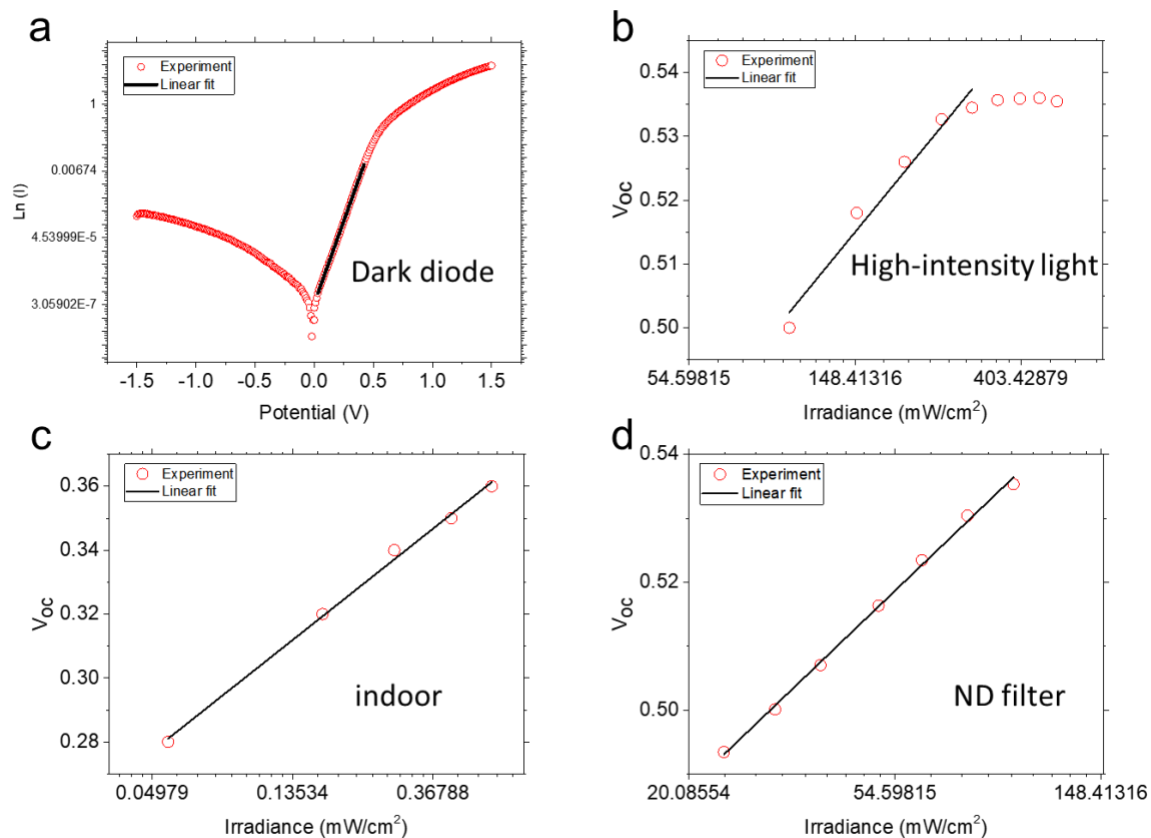 a
Experiment
Linear fit
Ln (I)
1
0.00674
4.53999E-5
3.05902E-7
Dark diode
-1.5 -1.0 -0.5 0.0 0.5 1.0 1.5
Potential (V)
b
Experiment
Linear fit
Voc
0.54
0.53
0.52
0.51
0.50
High-intensity light
54.59815 148.41316 403.42879
Irradiance (mW/cm²)
c
Experiment
Linear fit
Voc
0.36
0.34
0.32
0.30
0.28
indoor
0.04979 0.13534 0.36788
Irradiance (mW/cm²)
d
Experiment
Linear fit
Voc
0.54
0.52
0.50
ND filter
20.08554 54.59815 148.41316
Irradiance (mW/cm²)